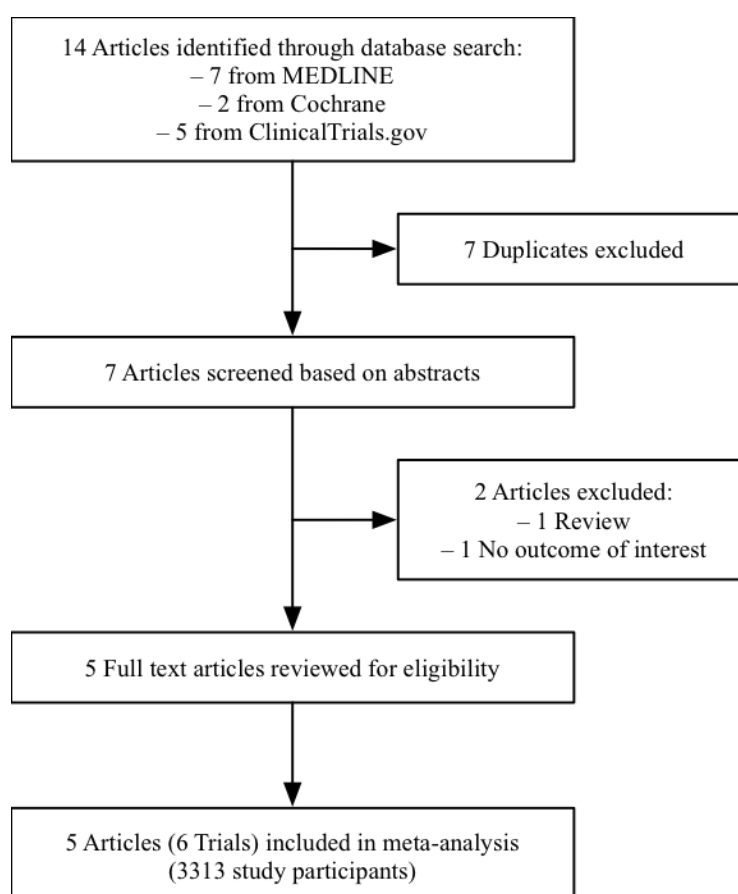 14 Articles identified through database search:
– 7 from MEDLINE
– 2 from Cochrane
– 5 from ClinicalTrials.gov
7 Duplicates excluded
7 Articles screened based on abstracts
2 Articles excluded:
– 1 Review
– 1 No outcome of interest
5 Full text articles reviewed for eligibility
5 Articles (6 Trials) included in meta-analysis
(3313 study participants)